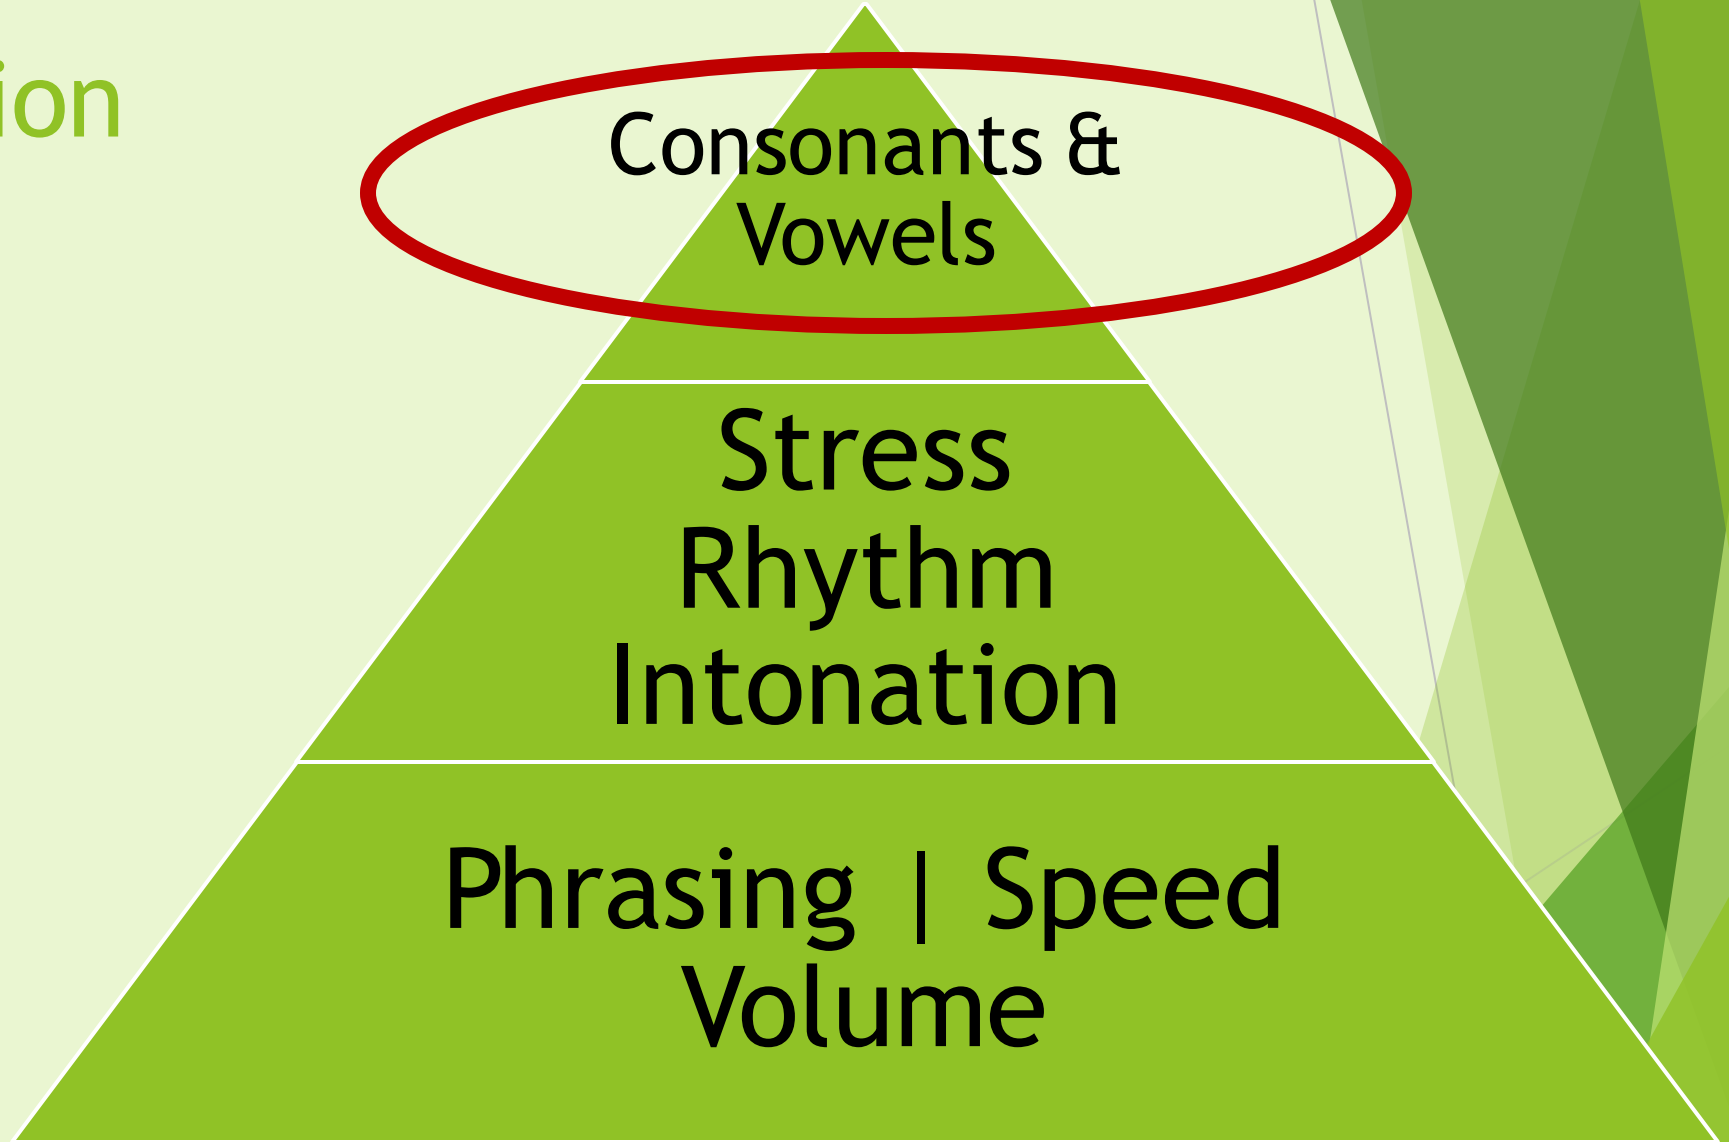 ion
Consonants &
Vowels
Stress
Rhythm
Intonation
Phrasing | Speed
Volume